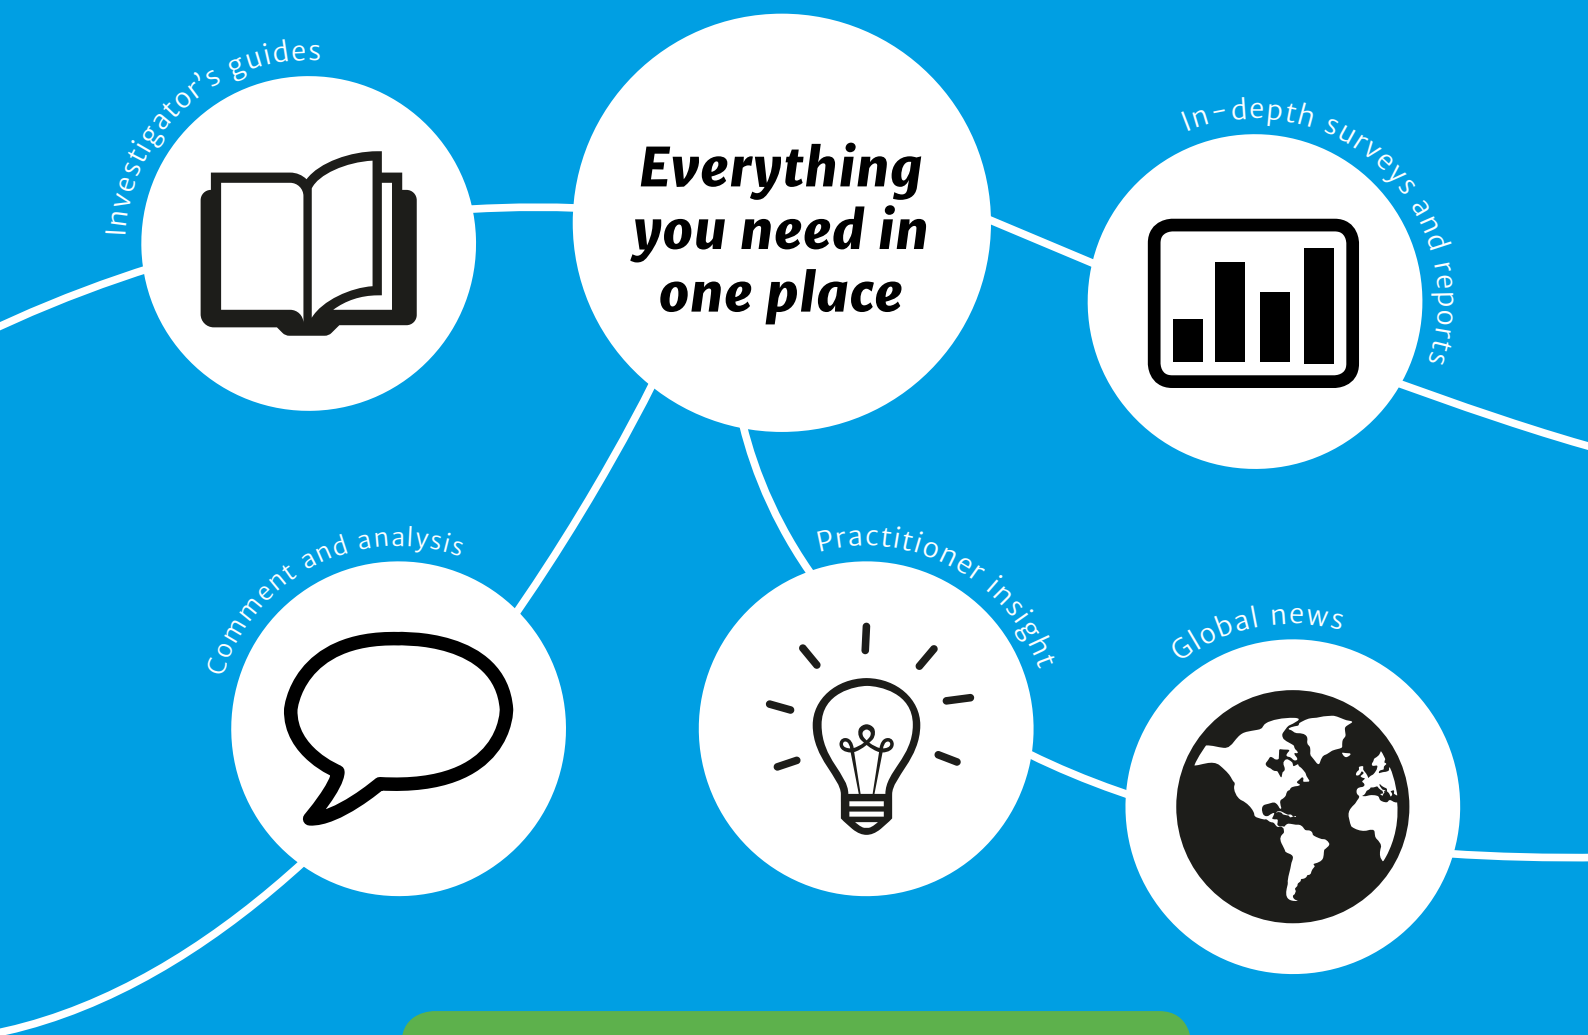 Investigator’s guides
Everything
you need in
one place
In-depth surveys and reports
Comment and analysis
Practitioner insight
Global news